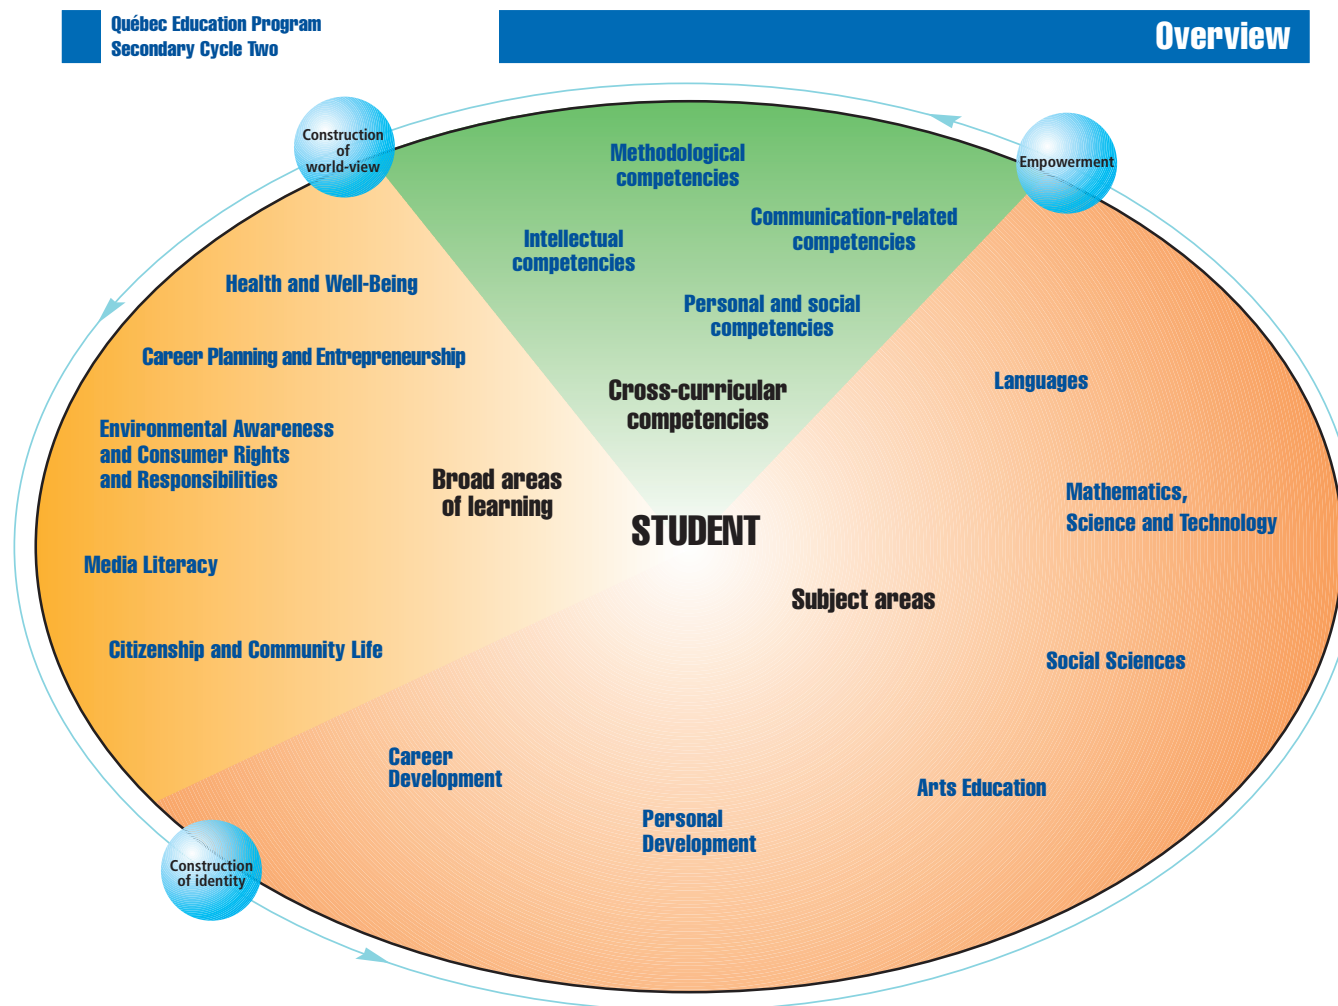 Québec Education Program
Secondary Cycle Two
Overview
Construction
of
world-view
Empowerment
Methodological
competencies
Communication-related
competencies
Intellectual
competencies
Personal and social
competencies
Cross-curricular
competencies
Health and Well-Being
Career Planning and Entrepreneurship
Environmental Awareness
and Consumer Rights
and Responsibilities
Broad areas
of learning
Media Literacy
Citizenship and Community Life
STUDENT
Languages
Mathematics,
Science and Technology
Subject areas
Social Sciences
Arts Education
Personal
Development
Career
Development
Construction
of identity